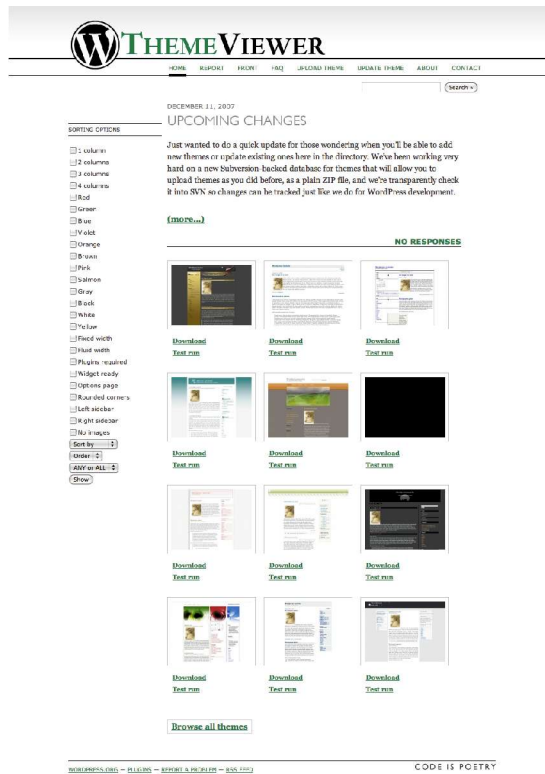 THEMEVIEWER
HOME REPORT FRONT FAQ UPLOAD THEME UPDATE THEME ABOUT CONTACT
Search »
SORTING OPTIONS
1 column
2 columns
3 columns
4 columns
Red
Green
Blue
Violet
Orange
Brown
Pink
Salmon
Gray
Black
White
Yellow
Fixed width
Fluid width
Plugins required
Widget ready
Options page
Rounded corners
Left sidebar
Right sidebar
No images
Sort by
Order
ANY or ALL
Show
DECEMBER 11, 2007
UPCOMING CHANGES
Just wanted to do a quick update for those wondering when you'll be able to add
new themes or update existing ones here in the directory. We've been working very
hard on a new Subversion-backed database for themes that will allow you to
upload themes as you did before, as a plain ZIP file, and we're transparently check
it into SVN so changes can be tracked just like we do for WordPress development.
(more...)
NO RESPONSES
Download Download Download
Test run Test run Test run
Download Download Download
Test run Test run Test run
Download Download Download
Test run Test run Test run
Download Download Download
Test run Test run Test run
Browse all themes
WORDPRESS.ORG — PLUGINS — REPORT A PROBLEM — RSS FEED
CODE IS POETRY